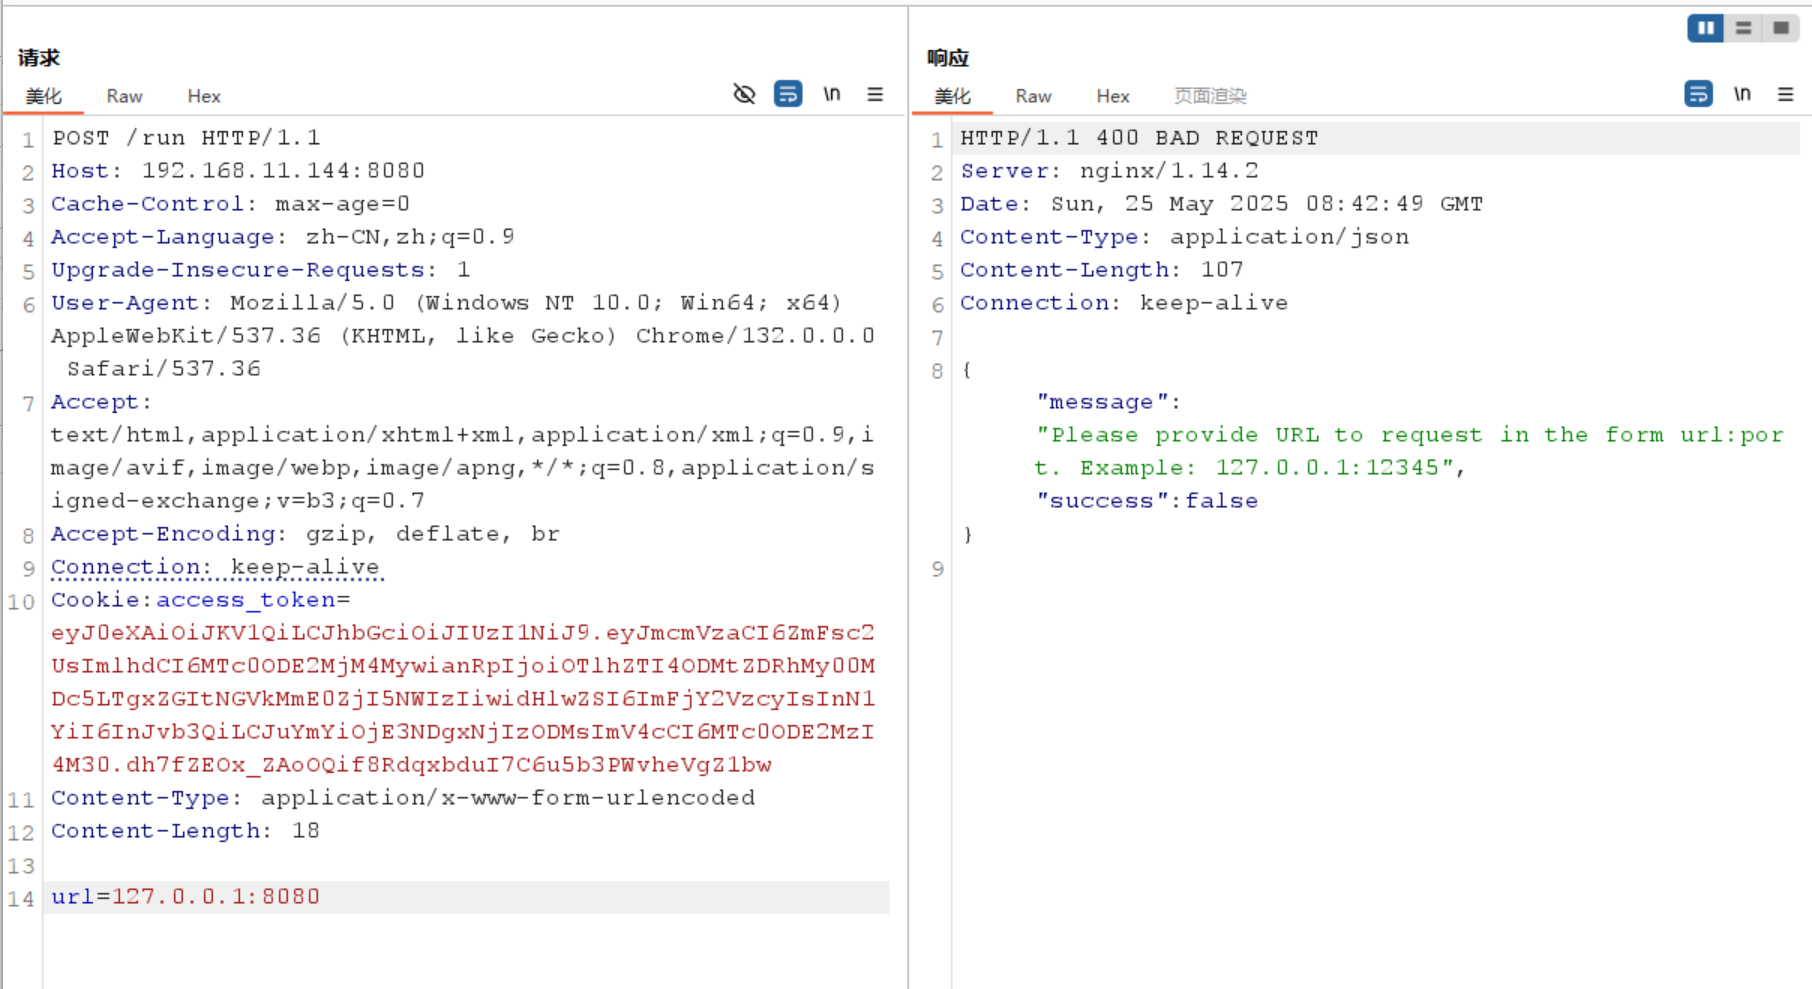 请求
美化 Raw Hex \n
1 POST /run HTTP/1.1
2 Host: 192.168.11.144:8080
3 Cache-Control: max-age=0
4 Accept-Language: zh-CN,zh;q=0.9
5 Upgrade-Insecure-Requests: 1
6 User-Agent: Mozilla/5.0 (Windows NT 10.0; Win64; x64)
AppleWebKit/537.36 (KHTML, like Gecko) Chrome/132.0.0.0
Safari/537.36
7 Accept:
text/html,application/xhtml+xml,application/xml;q=0.9,i
mage/avif,image/webp,image/apng,*/*;q=0.8,application/s
igned-exchange;v=b3;q=0.7
8 Accept-Encoding: gzip, deflate, br
9 Connection: keep-alive
10 Cookie:access_token=
eyJ0eXAiOiJKV1QiLCJhbGciOiJIUzI1NiJ9.eyJmcmVzaCI6ZmFsc2
UsImlhdCI6MTc0ODE2MjM4MywianRpIjoiOTlhZTI4ODMtZDRhMy00M
Dc5LTgxZGItNGVkMmE0ZjI5NWIzIiwidHlwZSI6ImFjY2VzcyIsInN1
YiI6InJvb3QiLCJuYmYiOjE3NDgxNjIzODMsImV4cCI6MTc0ODE2MzI
4M30.dh7fZEOx_ZAoOQif8RdqxbduI7C6u5b3PWvheVgZ1bw
11 Content-Type: application/x-www-form-urlencoded
12 Content-Length: 18
13
14 url=127.0.0.1:8080
响应
美化 Raw Hex 页面渲染 \n
1 HTTP/1.1 400 BAD REQUEST
2 Server: nginx/1.14.2
3 Date: Sun, 25 May 2025 08:42:49 GMT
4 Content-Type: application/json
5 Content-Length: 107
6 Connection: keep-alive
7
8 {
"message":
"Please provide URL to request in the form url:por
t. Example: 127.0.0.1:12345",
"success":false
}
9